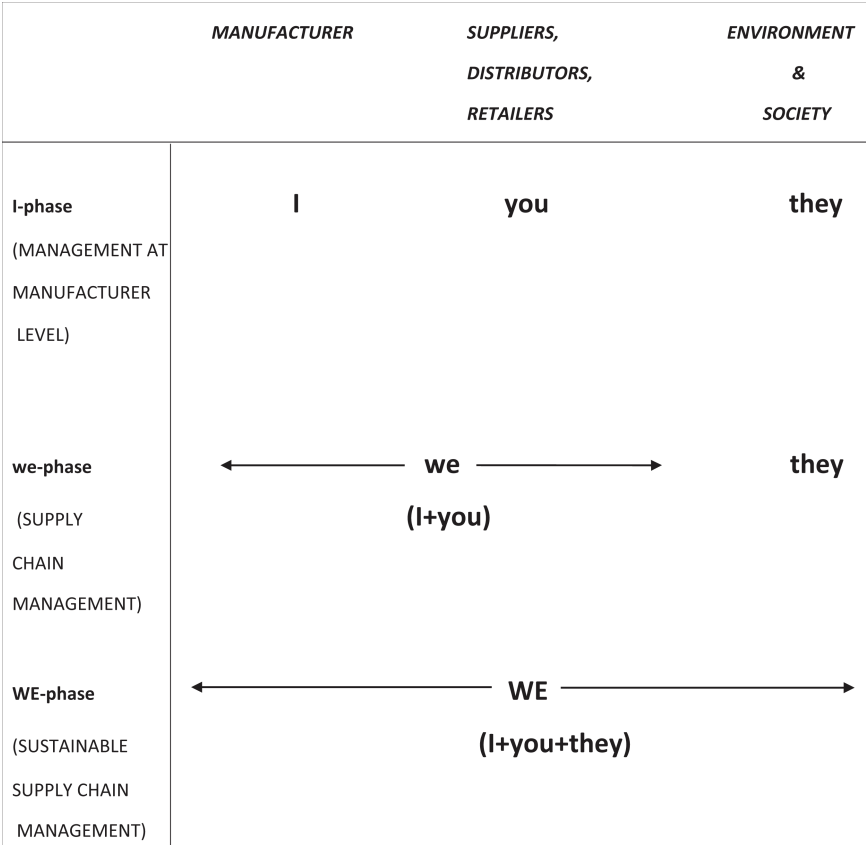 MANUFACTURER SUPPLIERS, ENVIRONMENT
DISTRIBUTORS, &
RETAILERS SOCIETY
I-phase I you they
(MANAGEMENT AT
MANUFACTURER
LEVEL)
we-phase we they
(SUPPLY (I+you)
CHAIN
MANAGEMENT)
WE-phase WE
(SUSTAINABLE (I+you+they)
SUPPLY CHAIN
MANAGEMENT)